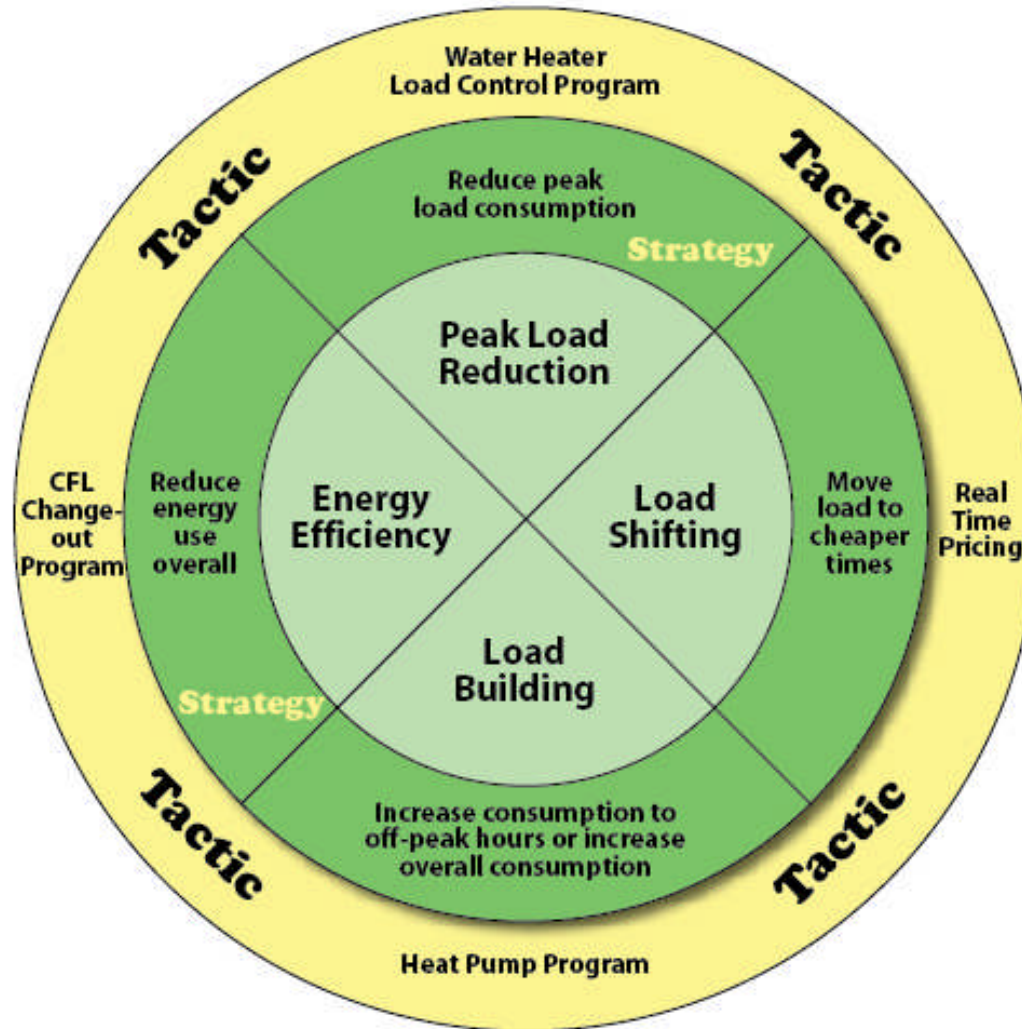 Water Heater
Load Control Program
Tactic
Tactic
Reduce peak
load consumption
Strategy
Peak Load
Reduction
CFL
Change-
out
Program
Reduce
energy
use
overall
Energy
Efficiency
Load
Shifting
Move
load to
cheaper
times
Real
Time
Pricing
Load
Building
Strategy
Tactic
Tactic
Increase consumption to
off-peak hours or increase
overall consumption
Heat Pump Program